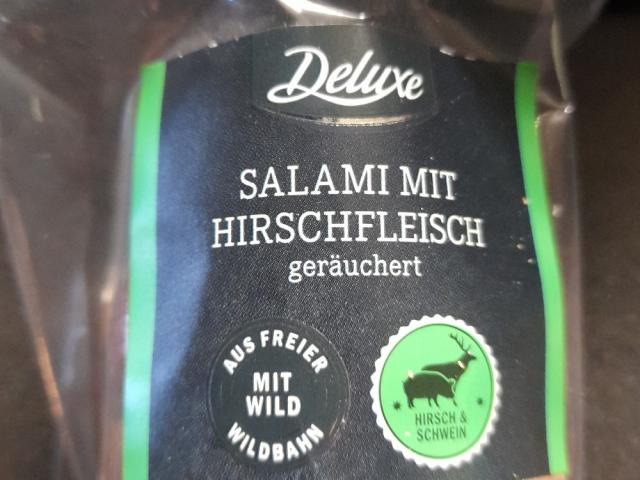 Deluxe
SALAMI MIT
HIRSCHFLEISCH
geräuchert
AUS FREIER
MIT
WILD
WILDBAHN
HIRSCH &
SCHWEIN